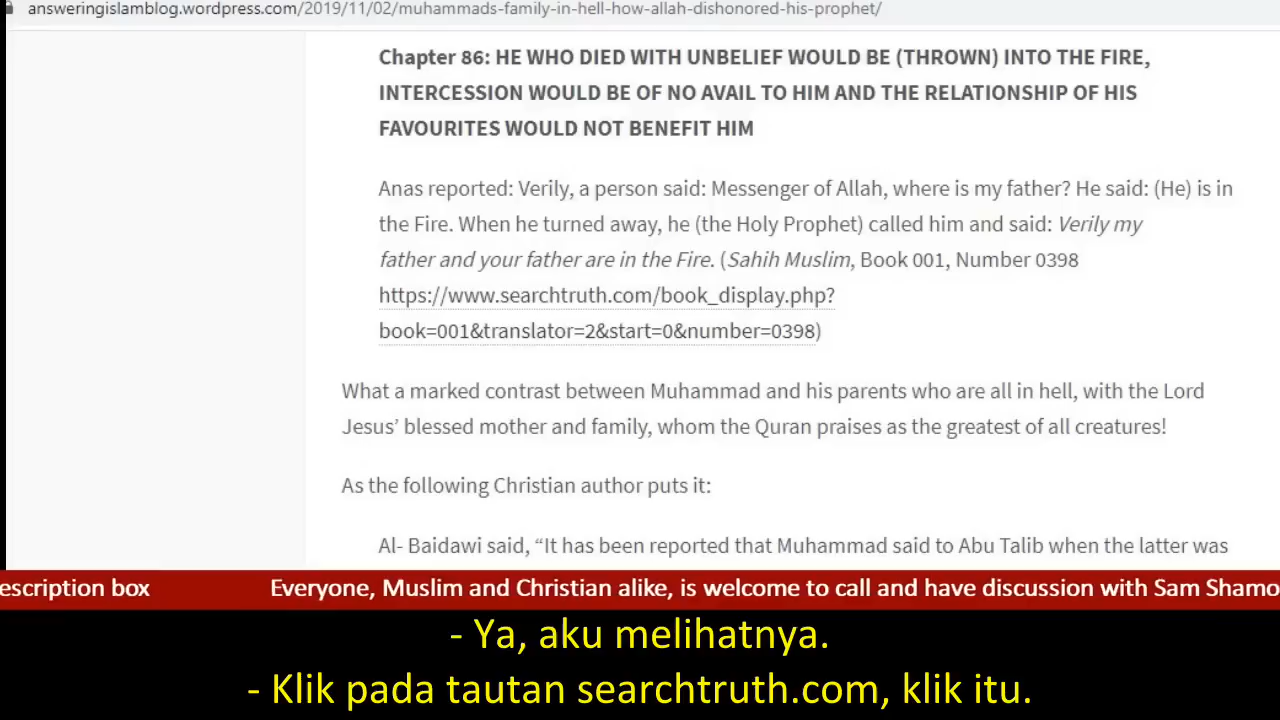 answeringislamblog.wordpress.com/2019/11/02/muhammads-family-in-hell-how-allah-dishonored-his-prophet/
Chapter 86: HE WHO DIED WITH UNBELIEF WOULD BE (THROWN) INTO THE FIRE,
INTERCESSION WOULD BE OF NO AVAIL TO HIM AND THE RELATIONSHIP OF HIS
FAVOURITES WOULD NOT BENEFIT HIM
Anas reported: Verily, a person said: Messenger of Allah, where is my father? He said: (He) is in
the Fire. When he turned away, he (the Holy Prophet) called him and said: Verily my
father and your father are in the Fire. (Sahih Muslim, Book 001, Number 0398
https://www.searchtruth.com/book_display.php?
book=001&translator=2&start=0&number=0398)
What a marked contrast between Muhammad and his parents who are all in hell, with the Lord
Jesus’ blessed mother and family, whom the Quran praises as the greatest of all creatures!
As the following Christian author puts it:
Al- Baidawi said, “It has been reported that Muhammad said to Abu Talib when the latter was
escription box Everyone, Muslim and Christian alike, is welcome to call and have discussion with Sam Shamo
- Ya, aku melihatnya.
- Klik pada tautan searchtruth.com, klik itu.